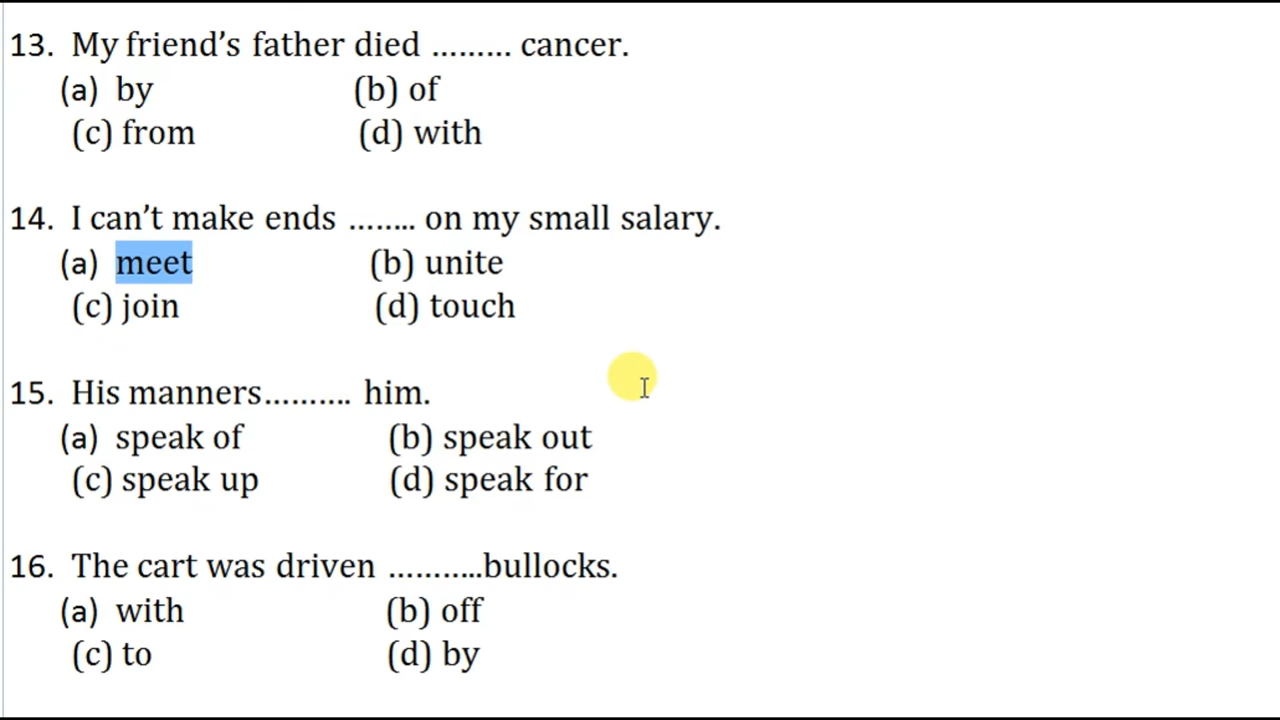 13. My friend’s father died ……… cancer.
(a) by (b) of
(c) from (d) with
14. I can’t make ends …….. on my small salary.
(a) meet (b) unite
(c) join (d) touch
15. His manners………. him.
(a) speak of (b) speak out
(c) speak up (d) speak for
16. The cart was driven ………..bullocks.
(a) with (b) off
(c) to (d) by